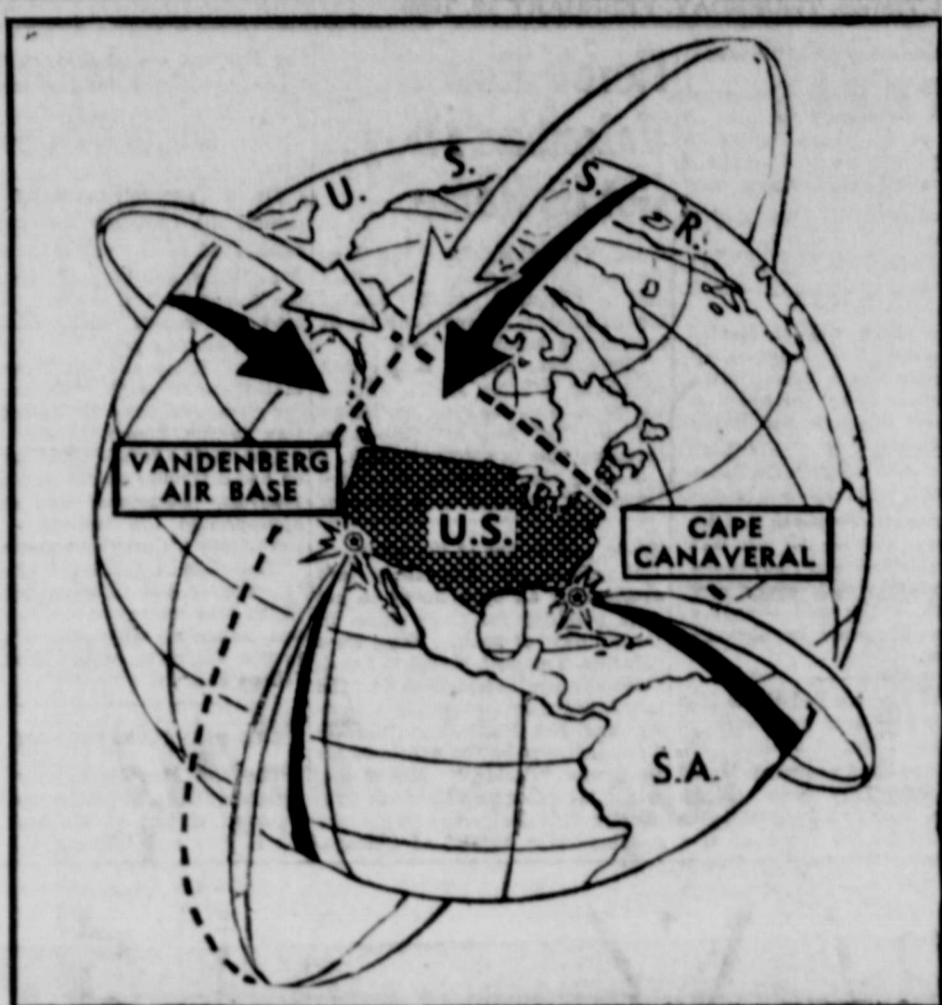 U. S. S. R.
VANDENBERG
AIR BASE
U.S.
CAPE
CANAVERAL
S.A.